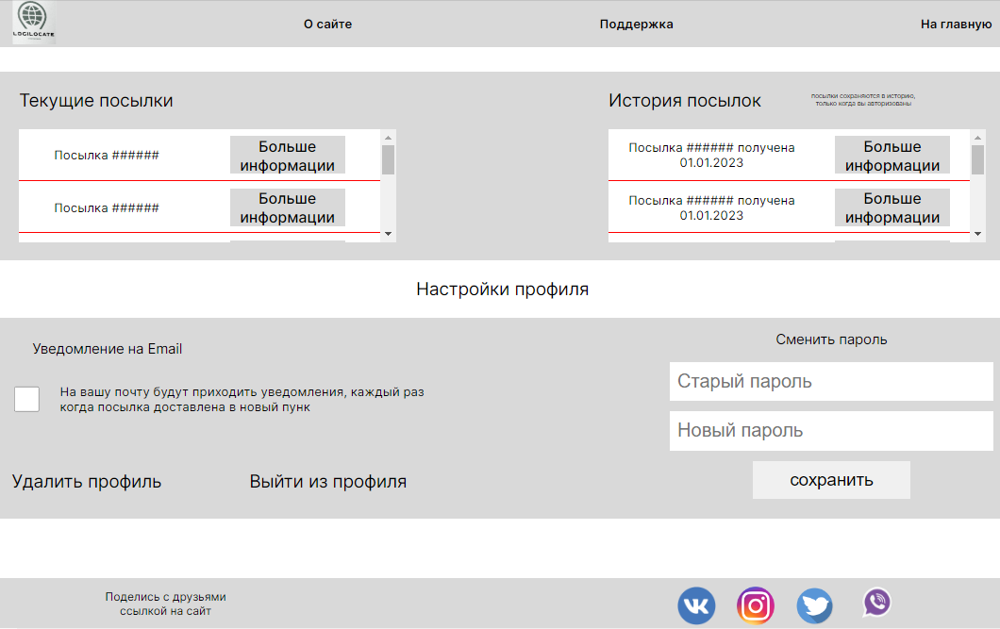 LOGILOCATE
О сайте
Поддержка
На главную
Текущие посылки
Посылка ######
Больше
информации
Посылка ######
Больше
информации
История посылок
посылки сохраняются в историю,
только когда вы авторизованы
Посылка ###### получена
01.01.2023
Больше
информации
Посылка ###### получена
01.01.2023
Больше
информации
Настройки профиля
Уведомление на Email
На вашу почту будут приходить уведомления, каждый раз
когда посылка доставлена в новый пунк
Удалить профиль
Выйти из профиля
Сменить пароль
Старый пароль
Новый пароль
сохранить
Поделись с друзьями
ссылкой на сайт